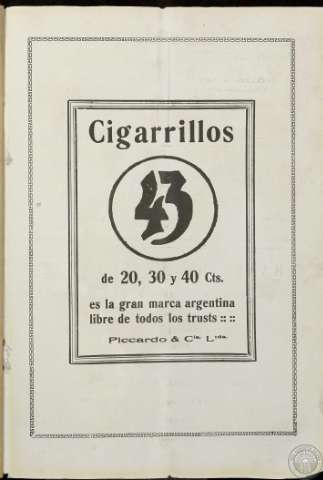 Cigarrillos
43
de 20, 30 y 40 Cts.
es la gran marca argentina
libre de todos los trusts :: ::
Piccardo & Cía. Lda.